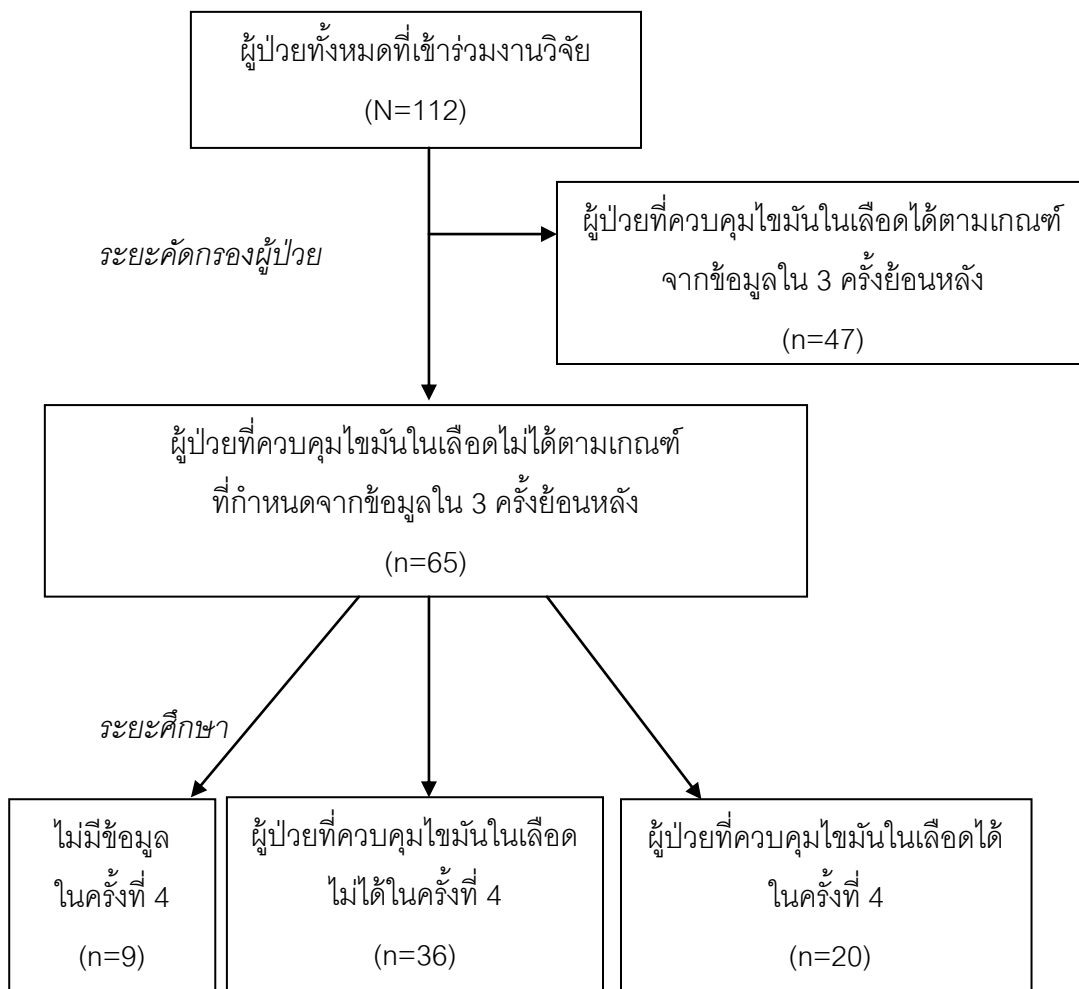 ผู้ป่วยทั้งหมดที่เข้าร่วมงานวิจัย
(N=112)
ผู้ป่วยที่ควบคุมไขมันในเลือดได้ตามเกณฑ์
จากข้อมูลใน 3 ครั้งย้อนหลัง
(n=47)
ระยะคัดกรองผู้ป่วย
ผู้ป่วยที่ควบคุมไขมันในเลือดไม่ได้ตามเกณฑ์
ที่กำหนดจากข้อมูลใน 3 ครั้งย้อนหลัง
(n=65)
ระยะศึกษา
ไม่มีข้อมูล
ในครั้งที่ 4
(n=9)
ผู้ป่วยที่ควบคุมไขมันในเลือด
ไม่ได้ในครั้งที่ 4
(n=36)
ผู้ป่วยที่ควบคุมไขมันในเลือดได้
ในครั้งที่ 4
(n=20)